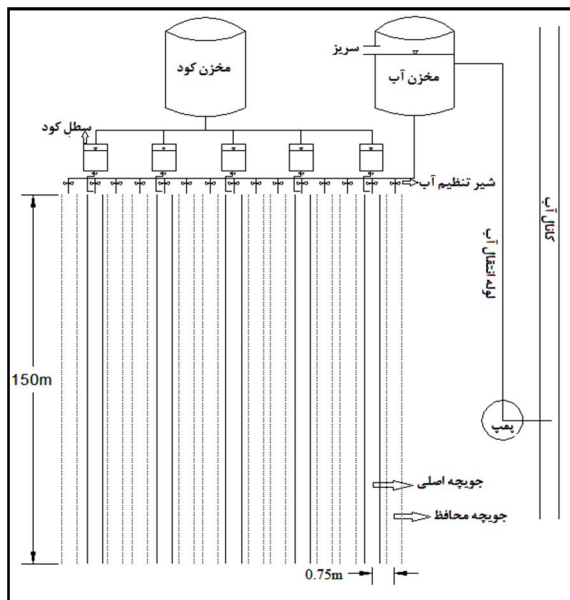 سریز
مخزن کود
مخزن آب
سطل کود
شیر تنظیم آب
کانال آب
لوله انتقال آب
150m
پمپ
جویچه اصلی
جویچه محافظ
0.75m